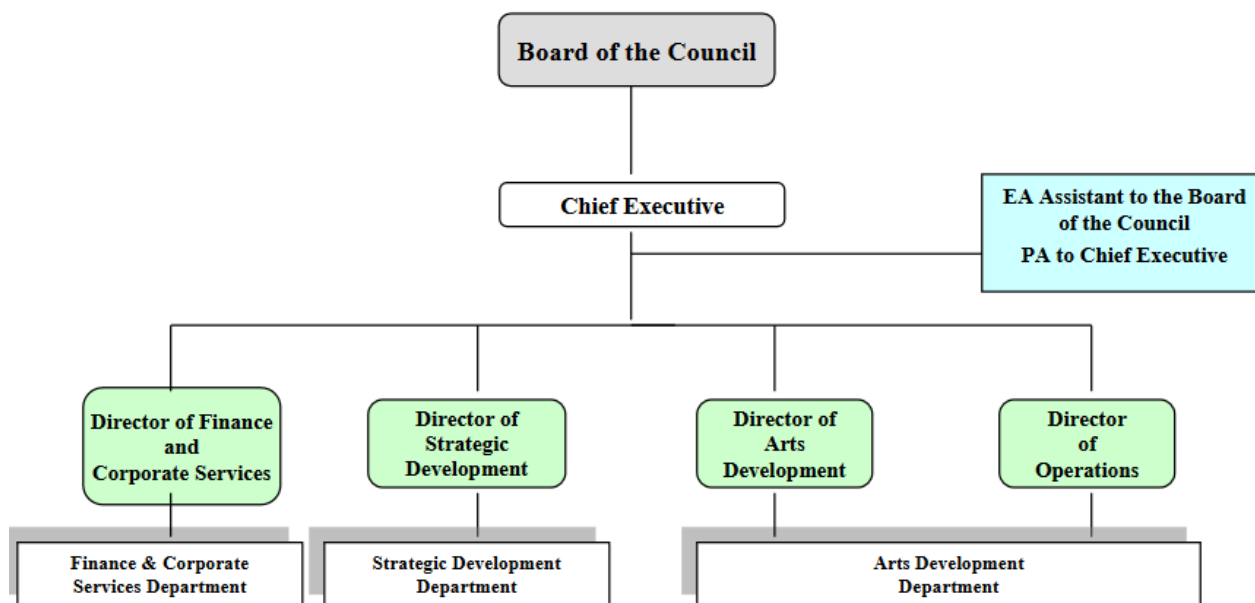 Board of the Council
Chief Executive
EA Assistant to the Board
of the Council
PA to Chief Executive
Director of Finance
and
Corporate Services
Director of
Strategic
Development
Director of
Arts
Development
Director
of
Operations
Finance & Corporate
Services Department
Strategic Development
Department
Arts Development
Department